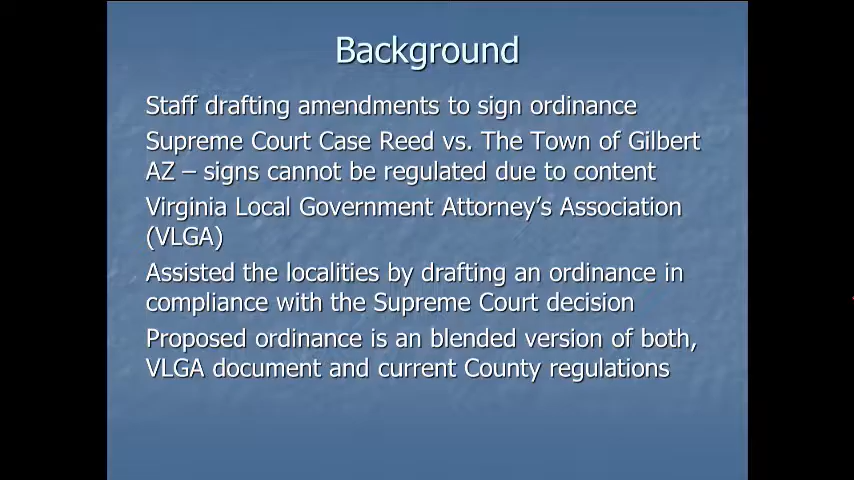 Background
Staff drafting amendments to sign ordinance
Supreme Court Case Reed vs. The Town of Gilbert
AZ – signs cannot be regulated due to content
Virginia Local Government Attorney's Association
(VLGA)
Assisted the localities by drafting an ordinance in
compliance with the Supreme Court decision
Proposed ordinance is an blended version of both,
VLGA document and current County regulations